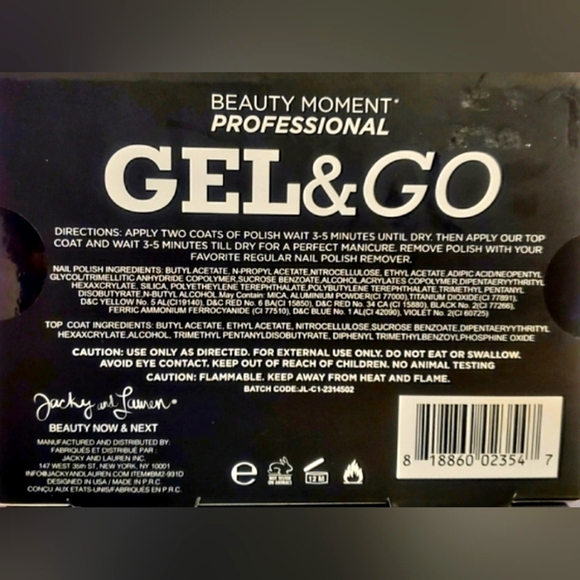 BEAUTY MOMENT*
PROFESSIONAL
GEL&GO
DIRECTIONS: APPLY TWO COATS OF POLISH WAIT 3-5 MINUTES UNTIL DRY. THEN APPLY OUR TOP
COAT AND WAIT 3-5 MINUTES TILL DRY FOR A PERFECT MANICURE. REMOVE POLISH WITH YOUR
FAVORITE REGULAR NAIL POLISH REMOVER.
NAIL POLISH INGREDIENTS: BUTYL ACETATE, N-PROPYL ACETATE,NITROCELLULOSE, ETHYL ACETATE,ADIPIC ACID/NEOPENTYL
GLYCOL/TRIMELLITIC ANHYDRIDE COPOLYMER,SUCROSE BENZOATE,ALCOHOL,ACRYLATES COPOLYMER,DIPENTAERYTHRITYL
HEXAACRYLATE, SILICA, POLYETHYLENE TEREPHTHALATE,POLYBUTYLENE TEREPHTHALATE,TRIMETHYL PENTANYL
DIISOBUTYRATE,N-BUTYL ALCOHOL.May Contain: MICA, ALUMINIUM POWDER(CI 77000),TITANIUM DIOXIDE(CI 77891),
D&C YELLOW No. 5 AL(CI19140), D&C RED No. 6 BA(CI 15850), D&C RED No. 34 CA (CI 15880), BLACK No. 2(CI 77266),
FERRIC AMMONIUM FERROCYANIDE (CI 77510), D&C BLUE No. 1 AL(CI 42090), VIOLET No. 2(CI 60725)
TOP COAT INGREDIENTS: BUTYL ACETATE, ETHYL ACETATE, NITROCELLULOSE,SUCROSE BENZOATE,DIPENTAERYTHRITYL
HEXAXCRYLATE,ALCOHOL, TRIMETHYL PENTANYL DISOBUTYRATE, DIPHENYL TRIMETHYLBENZOYLPHOSPHINE OXIDE
CAUTION: USE ONLY AS DIRECTED. FOR EXTERNAL USE ONLY. DO NOT EAT OR SWALLOW.
AVOID EYE CONTACT. KEEP OUT OF REACH OF CHILDREN. NO ANIMAL TESTING
CAUTION: FLAMMABLE. KEEP AWAY FROM HEAT AND FLAME.
BATCH CODE:JL-C1-2314502
Jacky and Lauren®
BEAUTY NOW & NEXT
MANUFACTURED AND DISTRIBUTED BY:
FABRIQUÉS ET DISTRIBUÉ PAR :
JACKY AND LAUREN INC.
147 WEST 35th ST, NEW YORK, NY 10001
INFO@JACKYANDLAUREN.COM ITEM#BM2-931D
DESIGNED IN USA / MADE IN P.R.C.
CONÇU AUX ETATS-UNIS/FABRIQUÉS EN P.R.C.
e
12 M
8 18860 02354 7